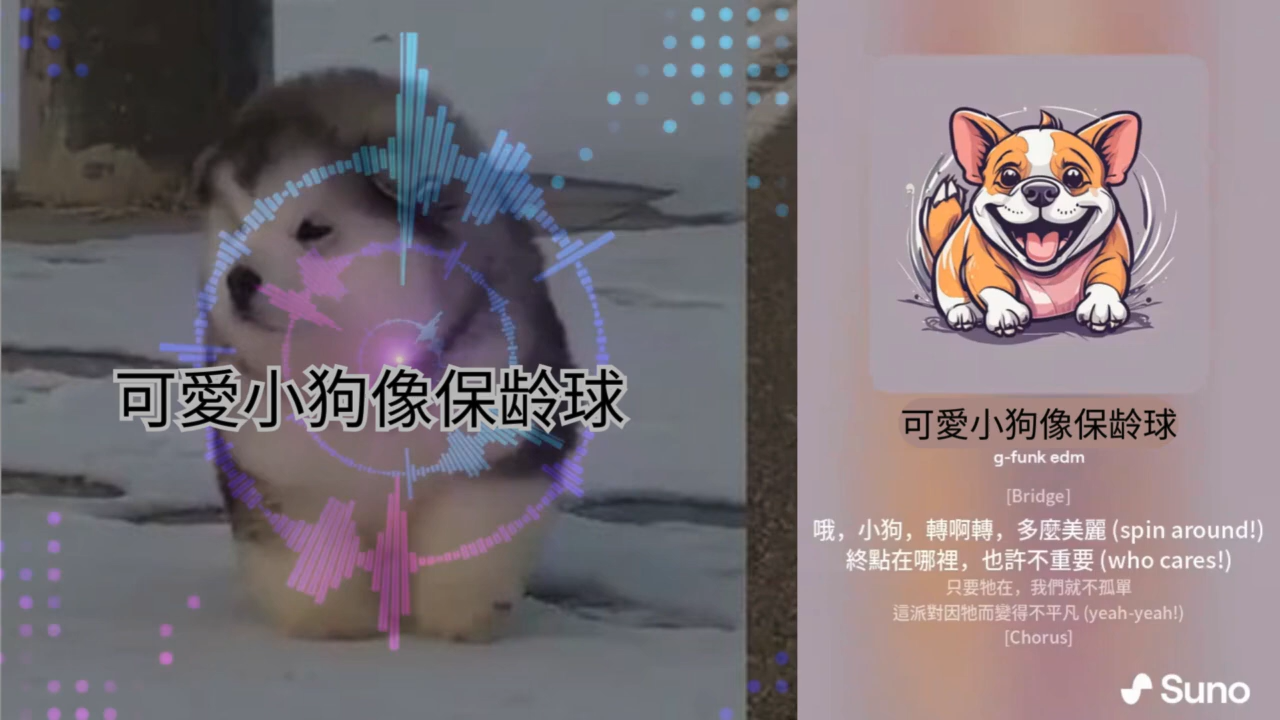 可愛小狗像保龄球
可愛小狗像保龄球
g-funk edm
[Bridge]
哦，小狗，轉啊轉，多麼美麗 (spin around!)
終點在哪裡，也許不重要 (who cares!)
只要牠在，我們就不孤單
這派對因牠而變得不平凡 (yeah-yeah!)
[Chorus]
Suno